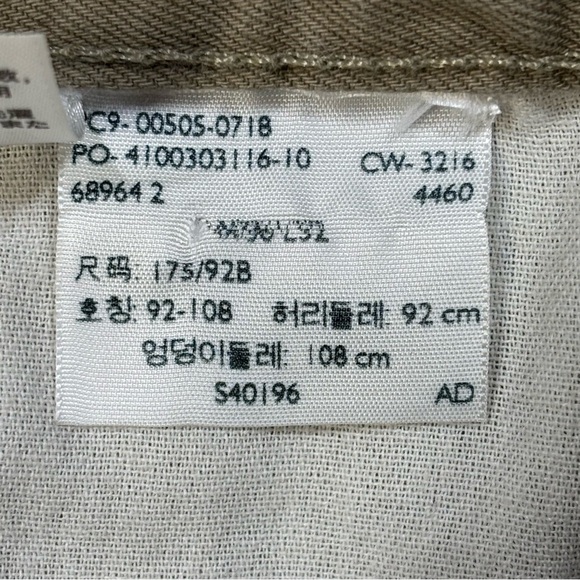 PC9-00505-0718
PO-4100303116-10 CW-3216
68964 2 4460
尺码: 175/92B
호칭: 92-108 허리둘레: 92 cm
엉덩이둘레: 108 cm
S40196 AD